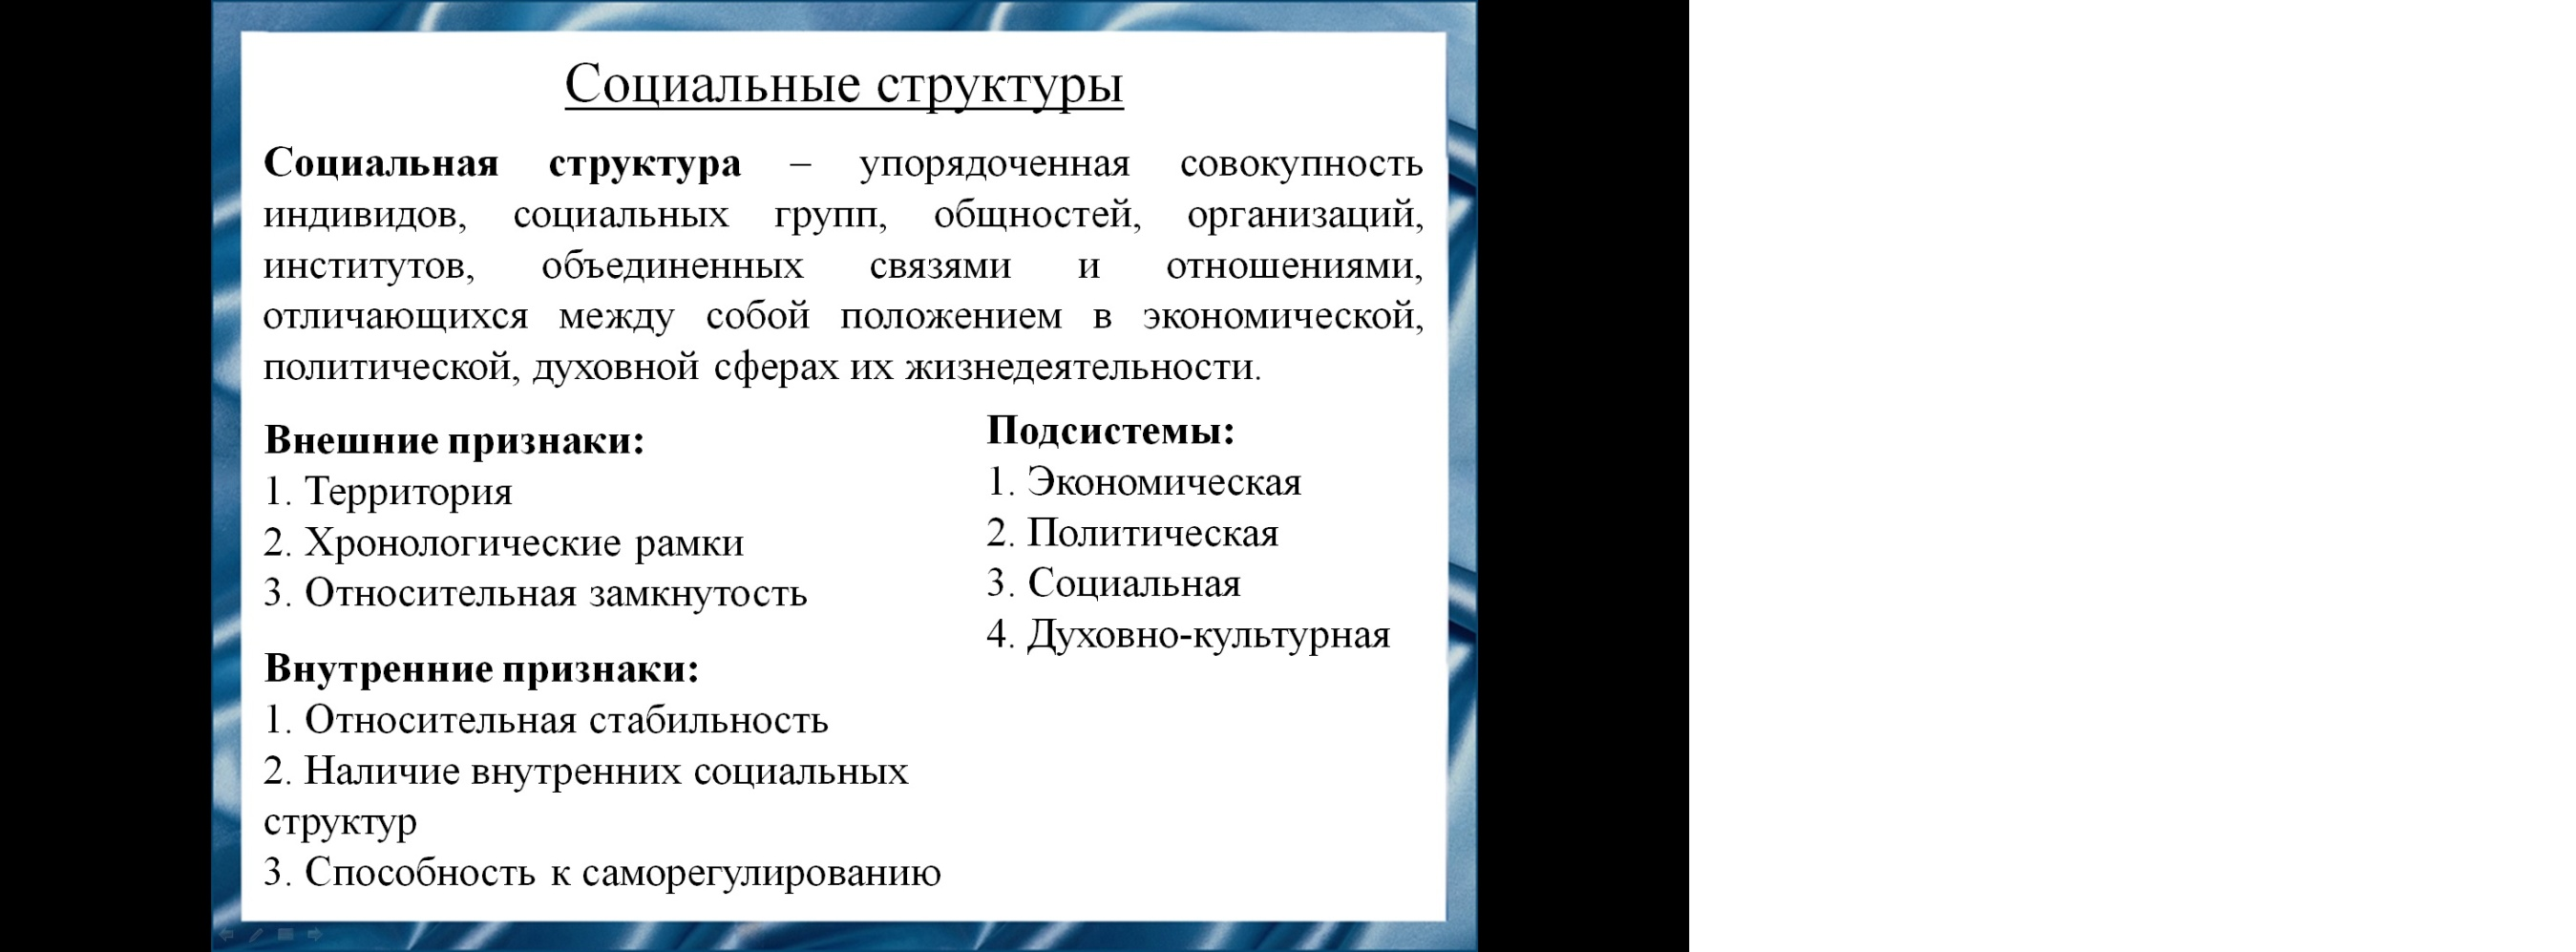 Социальные структуры
Социальная структура – упорядоченная совокупность
индивидов, социальных групп, общностей, организаций,
институтов, объединенных связями и отношениями,
отличающихся между собой положением в экономической,
политической, духовной сферах их жизнедеятельности.
Внешние признаки:
1. Территория
2. Хронологические рамки
3. Относительная замкнутость
Внутренние признаки:
1. Относительная стабильность
2. Наличие внутренних социальных
структур
3. Способность к саморегулированию
Подсистемы:
1. Экономическая
2. Политическая
3. Социальная
4. Духовно-культурная